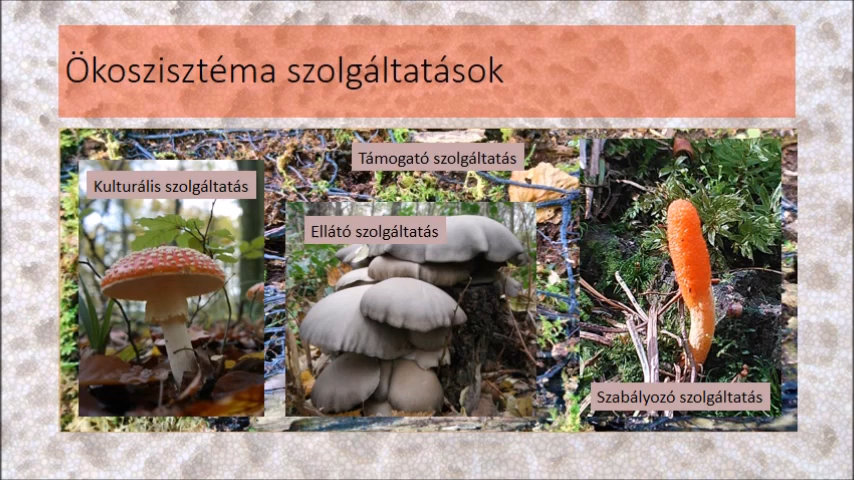 Ökoszisztéma szolgáltatások
Támogató szolgáltatás
Kulturális szolgáltatás
Ellátó szolgáltatás
Szabályozó szolgáltatás